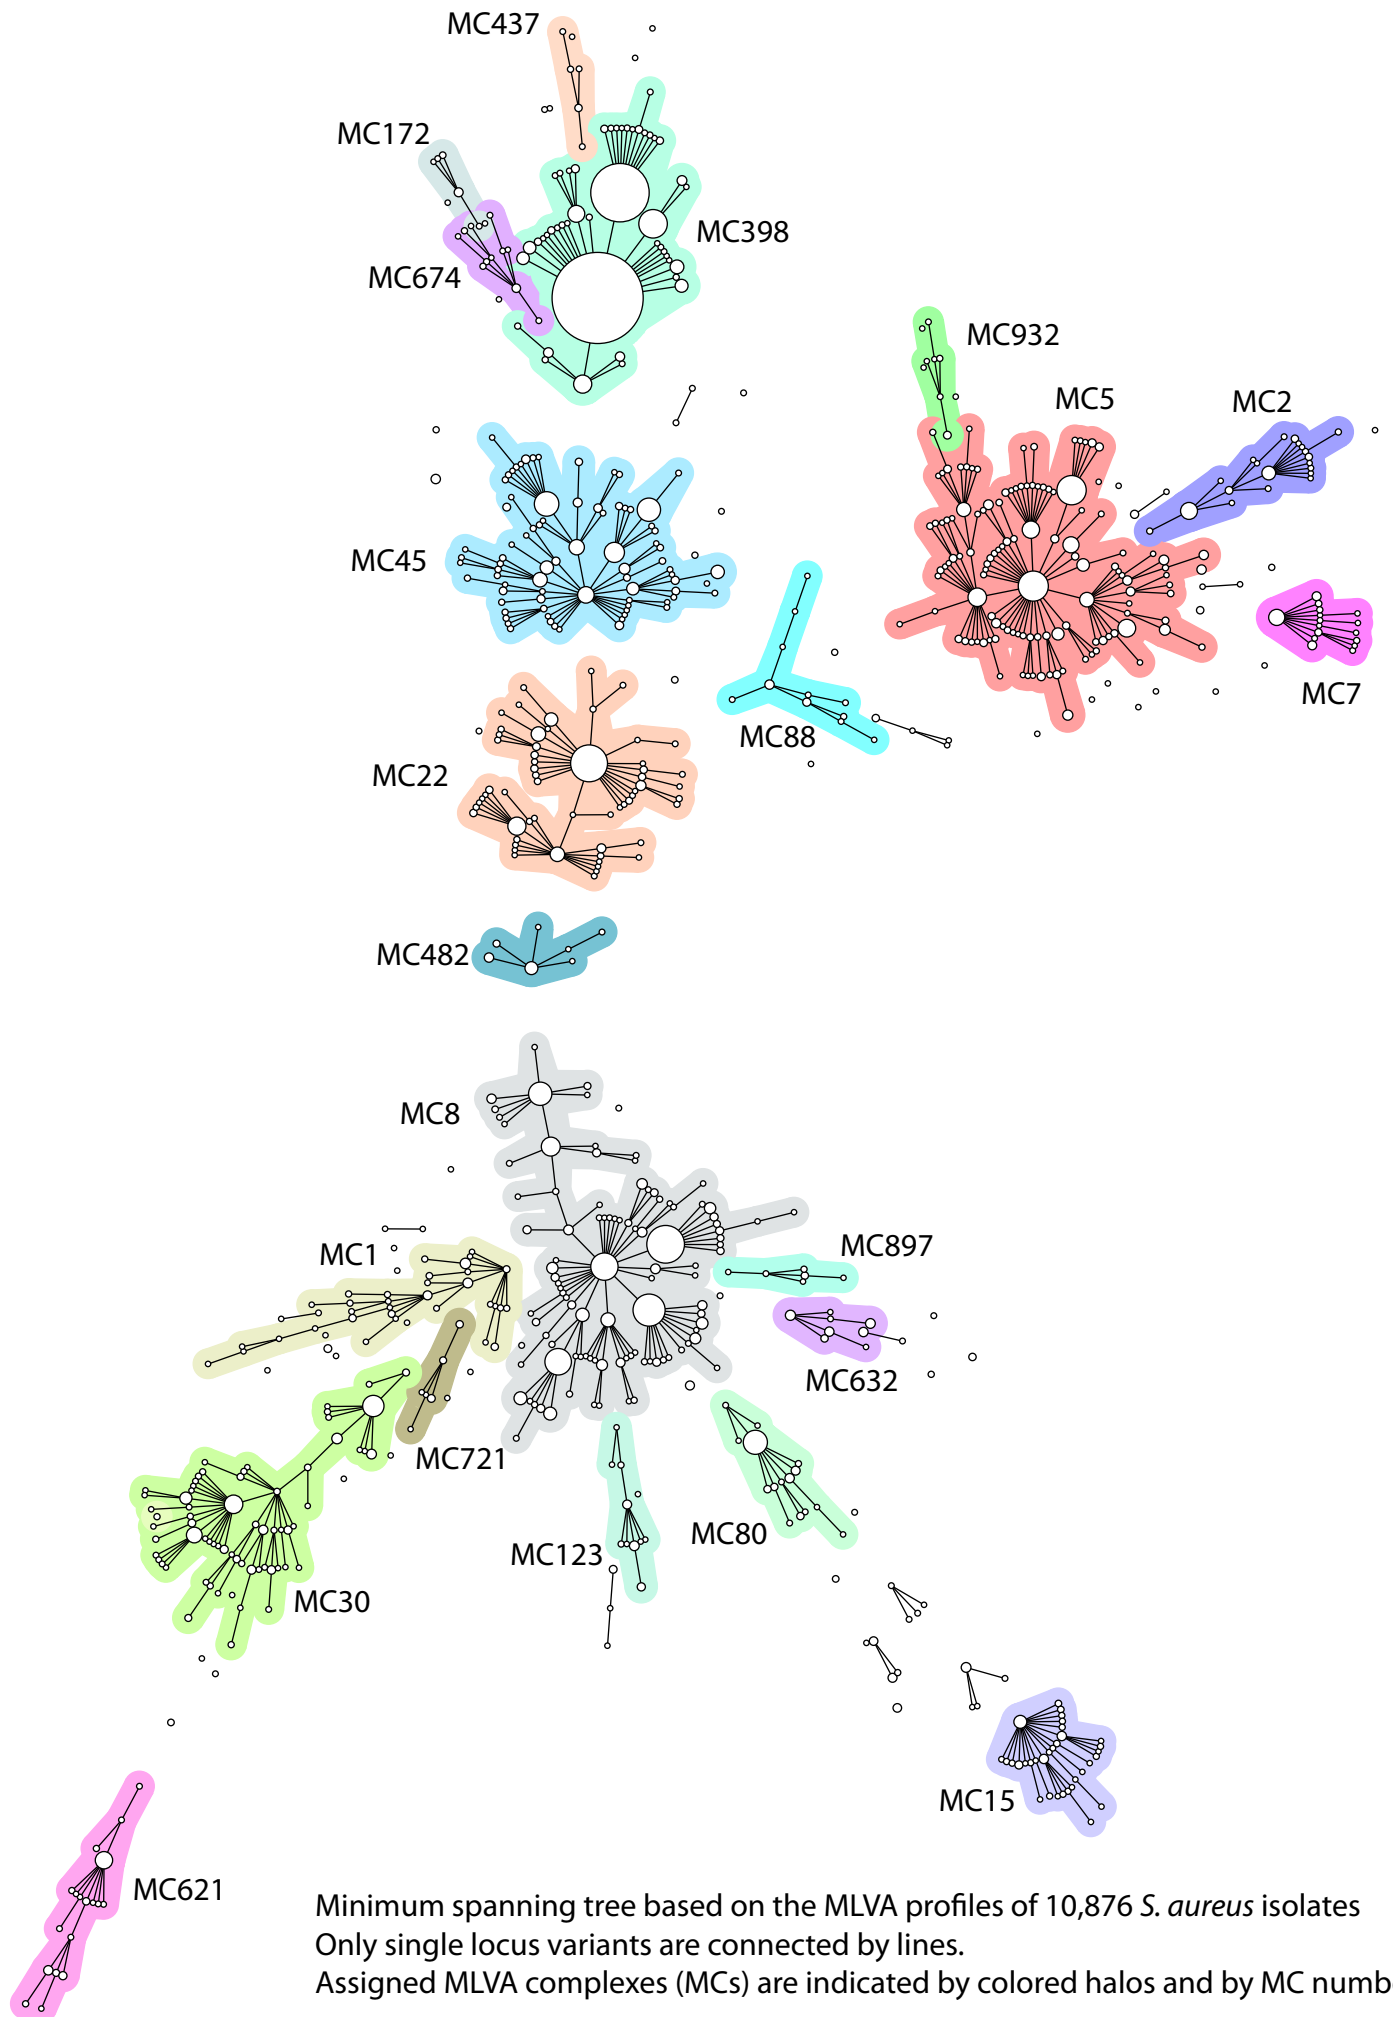 MC437
MC172
MC398
MC674
MC932
MC5
MC2
MC45
MC7
MC88
MC22
MC482
MC8
MC897
MC1
MC632
MC721
MC80
MC123
MC30
MC15
MC621
Minimum spanning tree based on the MLVA profiles of 10,876 S. aureus isolates
Only single locus variants are connected by lines.
Assigned MLVA complexes (MCs) are indicated by colored halos and by MC numb